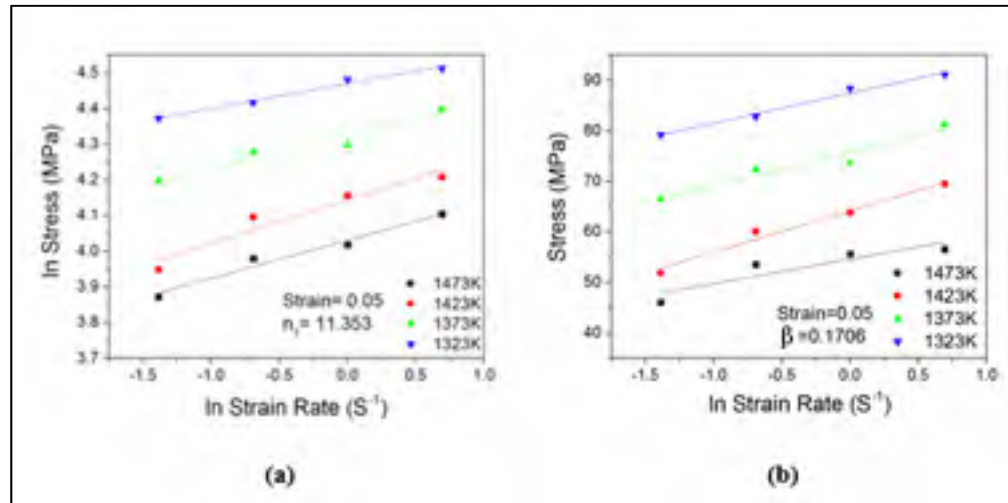 ln Stress (MPa)
4.5
4.4
4.3
4.2
4.1
4.0
3.9
3.8
3.7
-1.5 -1.0 -0.5 0.0 0.5 1.0
ln Strain Rate (S⁻¹)
Strain= 0.05
n₁= 11.353
1473K
1423K
1373K
1323K
(a)
Stress (MPa)
90
80
70
60
50
40
-1.5 -1.0 -0.5 0.0 0.5 1.0
ln Strain Rate (S⁻¹)
Strain=0.05
β =0.1706
1473K
1423K
1373K
1323K
(b)